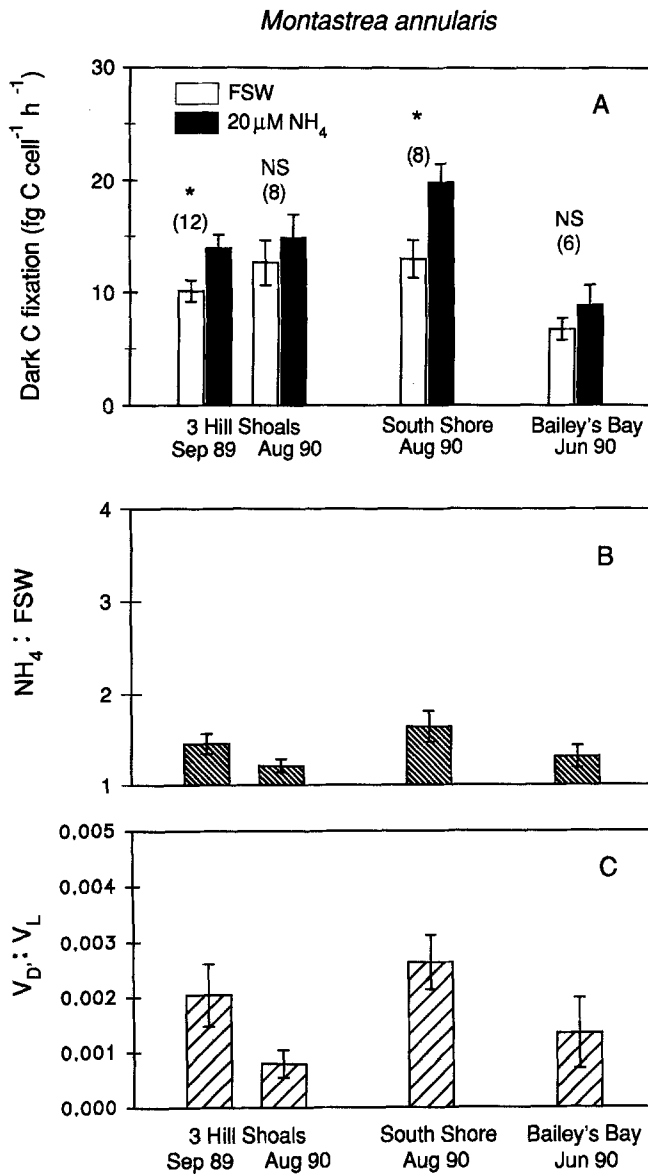 Montastrea annularis
30
20
10
0
Dark C fixation (fg C cell⁻¹ h⁻¹)
FSW
20 μM NH₄
A
*
(12)
NS
(8)
*
(8)
NS
(6)
3 Hill Shoals
Sep 89 Aug 90
South Shore
Aug 90
Bailey's Bay
Jun 90
4
3
2
1
NH₄ : FSW
B
0.005
0.004
0.003
0.002
0.001
0.000
V_D' : V_L
C
3 Hill Shoals
Sep 89 Aug 90
South Shore
Aug 90
Bailey's Bay
Jun 90